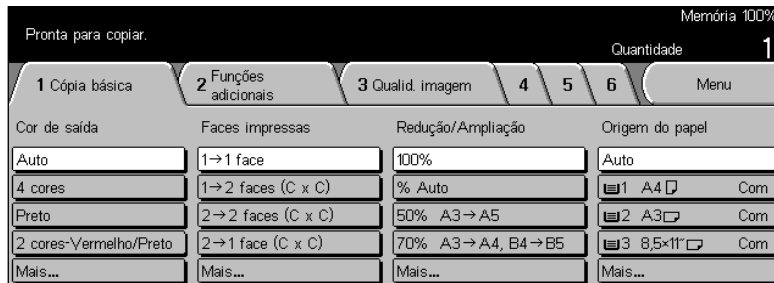 Memória 100%
Pronta para copiar.
Quantidade 1
1 Cópia básica
2 Funções
adicionais
3 Qualid. imagem
4
5
6
Menu
Cor de saída
Auto
4 cores
Preto
2 cores-Vermelho/Preto
Mais...
Faces impressas
1→1 face
1→2 faces (C x C)
2→2 faces (C x C)
2→1 face (C x C)
Mais...
Redução/Ampliação
100%
% Auto
50% A3→A5
70% A3→A4, B4→B5
Mais...
Origem do papel
Auto
1 A4 Com
2 A3 Com
3 8,5×11″ Com
Mais...